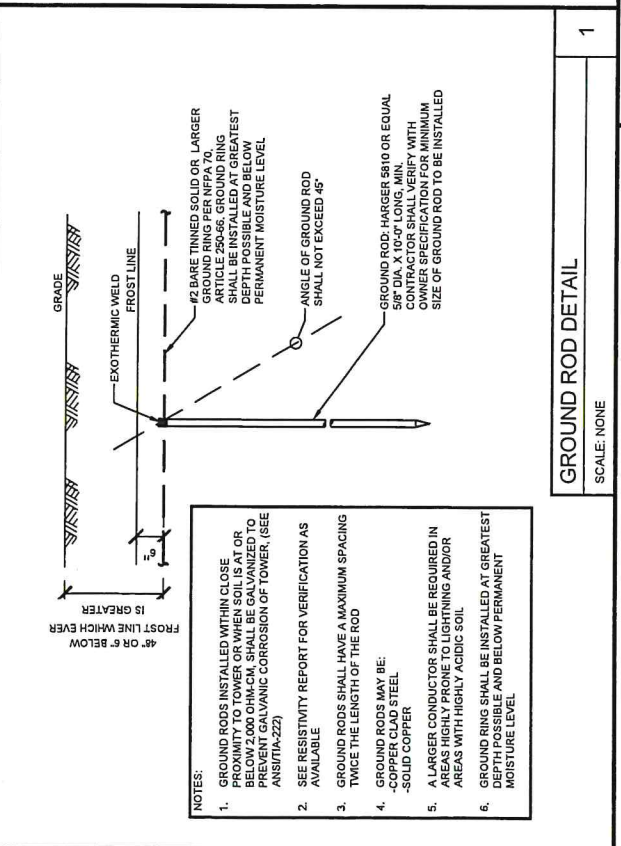 GRADE
EXOTHERMIC WELD
FROST LINE
48" OR 6" BELOW
FROST LINE WHICH EVER
IS GREATER
6"
#2 BARE TINNED SOLID OR LARGER
GROUND RING PER NFPA 70,
ARTICLE 250-66, GROUND RING
SHALL BE INSTALLED AT GREATEST
DEPTH POSSIBLE AND BELOW
PERMANENT MOISTURE LEVEL
ANGLE OF GROUND ROD
SHALL NOT EXCEED 45°
GROUND ROD: HARGER 5810 OR EQUAL
5/8" DIA. X 10'-0" LONG, MIN.
CONTRACTOR SHALL VERIFY WITH
OWNER SPECIFICATION FOR MINIMUM
SIZE OF GROUND ROD TO BE INSTALLED
NOTES:
1. GROUND RODS INSTALLED WITHIN CLOSE
PROXIMITY TO TOWER OR WHEN SOIL IS AT OR
BELOW 2,000 OHM-CM, SHALL BE GALVANIZED TO
PREVENT GALVANIC CORROSION OF TOWER, (SEE
ANSI/TIA-222)
2. SEE RESISTIVITY REPORT FOR VERIFICATION AS
AVAILABLE
3. GROUND RODS SHALL HAVE A MAXIMUM SPACING
TWICE THE LENGTH OF THE ROD
4. GROUND RODS MAY BE:
-COPPER CLAD STEEL
-SOLID COPPER
5. A LARGER CONDUCTOR SHALL BE REQUIRED IN
AREAS HIGHLY PRONE TO LIGHTNING AND/OR
AREAS WITH HIGHLY ACIDIC SOIL
6. GROUND RING SHALL BE INSTALLED AT GREATEST
DEPTH POSSIBLE AND BELOW PERMANENT
MOISTURE LEVEL
GROUND ROD DETAIL
SCALE: NONE
1